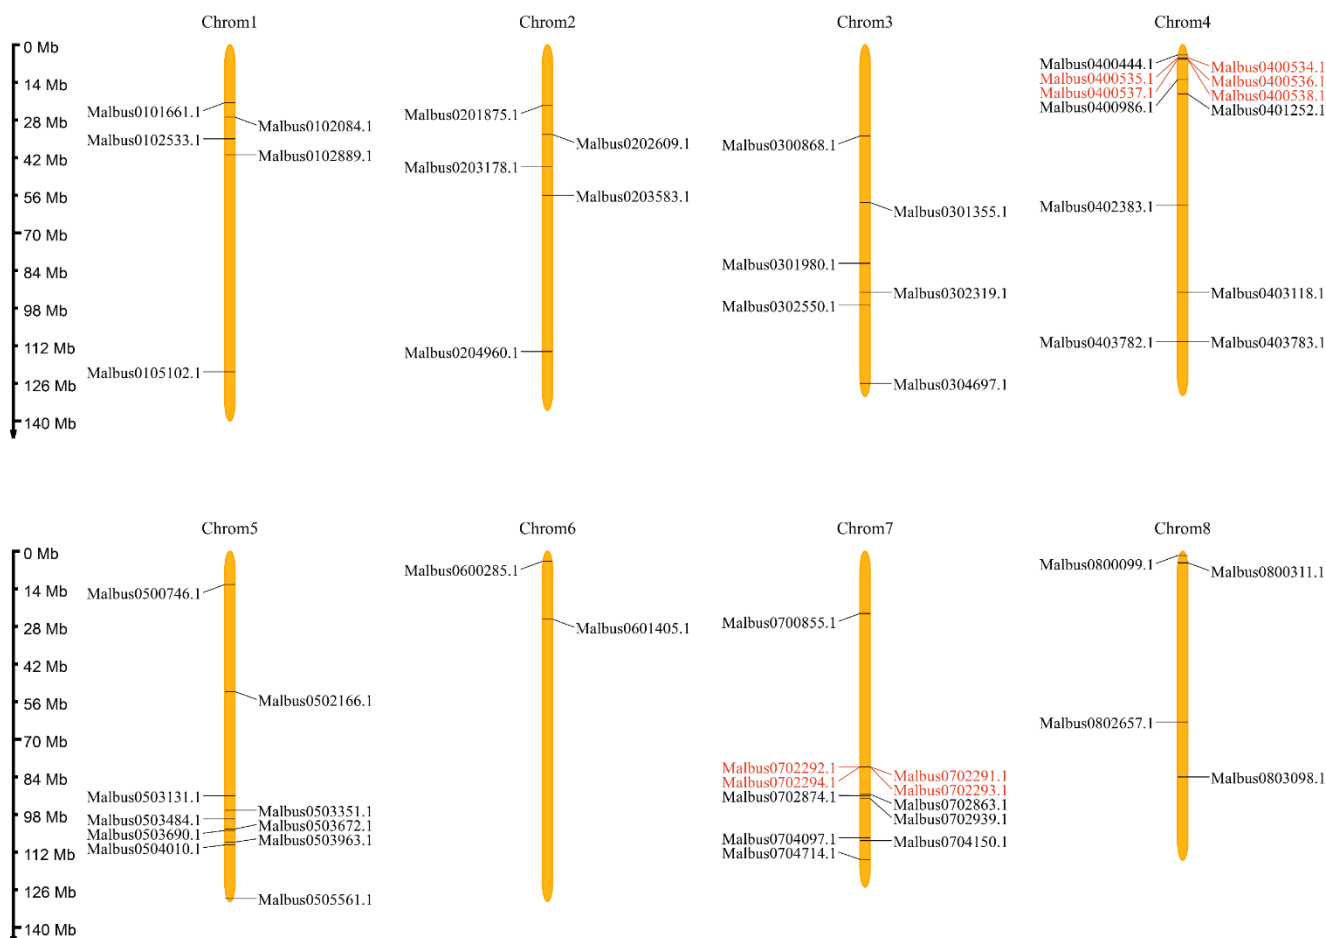 Chrom1
Chrom2
Chrom3
Chrom4
0 Mb
14 Mb
28 Mb
42 Mb
56 Mb
70 Mb
84 Mb
98 Mb
112 Mb
126 Mb
140 Mb
Malbus0101661.1
Malbus0102084.1
Malbus0102533.1
Malbus0102889.1
Malbus0105102.1
Malbus0201875.1
Malbus0202609.1
Malbus0203178.1
Malbus0203583.1
Malbus0204960.1
Malbus0300868.1
Malbus0301355.1
Malbus0301980.1
Malbus0302319.1
Malbus0302550.1
Malbus0304697.1
Malbus0400444.1
Malbus0400534.1
Malbus0400535.1
Malbus0400536.1
Malbus0400537.1
Malbus0400538.1
Malbus0400986.1
Malbus0401252.1
Malbus0402383.1
Malbus0403118.1
Malbus0403782.1
Malbus0403783.1
Chrom5
Chrom6
Chrom7
Chrom8
0 Mb
14 Mb
28 Mb
42 Mb
56 Mb
70 Mb
84 Mb
98 Mb
112 Mb
126 Mb
140 Mb
Malbus0500746.1
Malbus0502166.1
Malbus0503131.1
Malbus0503351.1
Malbus0503484.1
Malbus0503672.1
Malbus0503690.1
Malbus0503963.1
Malbus0504010.1
Malbus0505561.1
Malbus0600285.1
Malbus0601405.1
Malbus0700855.1
Malbus0702292.1
Malbus0702291.1
Malbus0702294.1
Malbus0702293.1
Malbus0702874.1
Malbus0702863.1
Malbus0702939.1
Malbus0704097.1
Malbus0704150.1
Malbus0704714.1
Malbus0800099.1
Malbus0800311.1
Malbus0802657.1
Malbus0803098.1